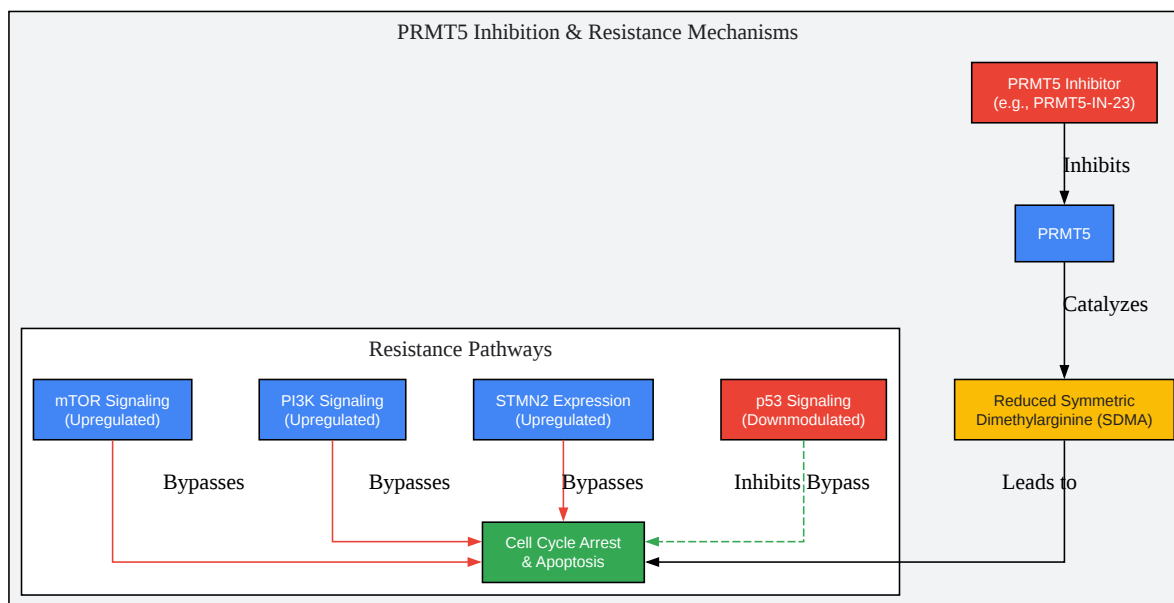 PRMT5 Inhibition & Resistance Mechanisms
PRMT5 Inhibitor
(e.g., PRMT5-IN-23)
Inhibits
PRMT5
Catalyzes
Resistance Pathways
mTOR Signaling
(Upregulated)
PI3K Signaling
(Upregulated)
STMN2 Expression
(Upregulated)
p53 Signaling
(Downmodulated)
Reduced Symmetric
Dimethylarginine (SDMA)
Bypasses
Bypasses
Bypasses
Inhibits Bypass
Leads to
Cell Cycle Arrest
& Apoptosis